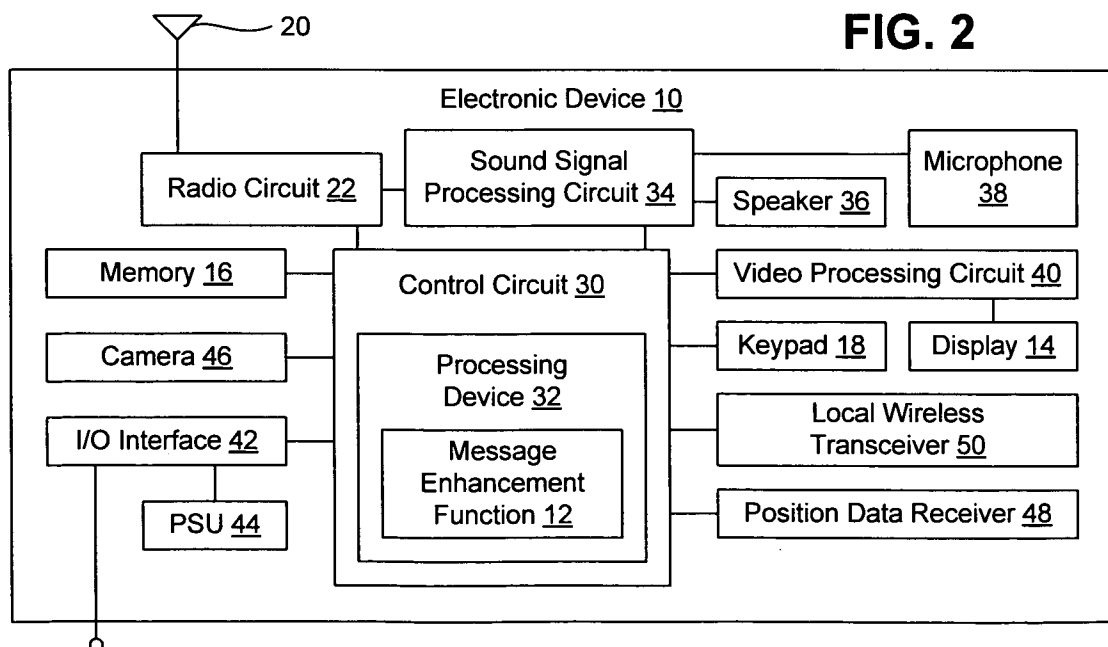 20
FIG. 2
Electronic Device 10
Radio Circuit 22
Sound Signal
Processing Circuit 34
Microphone
38
Speaker 36
Memory 16
Control Circuit 30
Video Processing Circuit 40
Camera 46
Processing
Device 32
Keypad 18
Display 14
I/O Interface 42
Message
Enhancement
Function 12
Local Wireless
Transceiver 50
PSU 44
Position Data Receiver 48